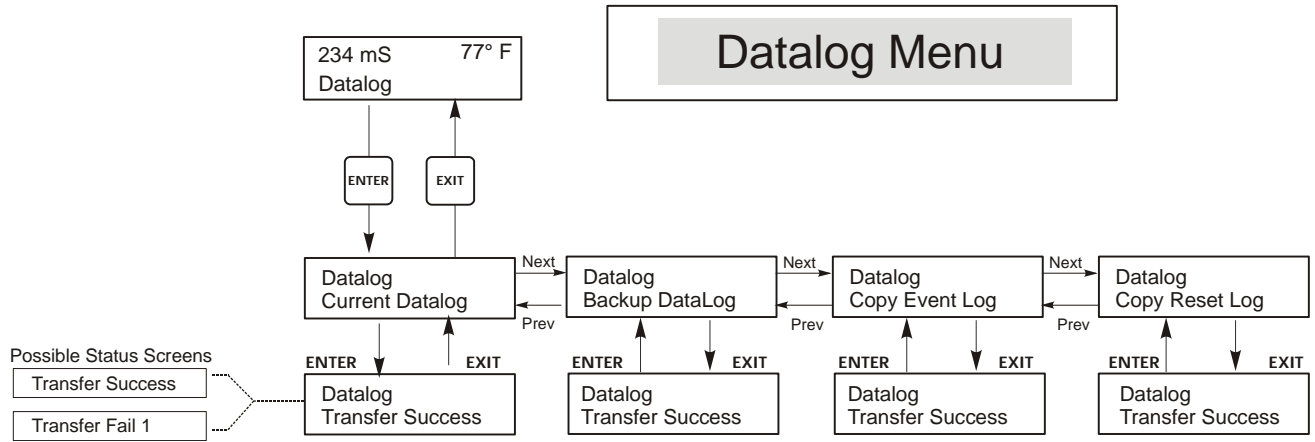 Datalog Menu
234 mS 77° F
Datalog
ENTER EXIT
Datalog
Current Datalog
Next
Prev
Datalog
Backup DataLog
Next
Prev
Datalog
Copy Event Log
Next
Prev
Datalog
Copy Reset Log
Possible Status Screens
Transfer Success
Transfer Fail 1
ENTER EXIT
Datalog
Transfer Success
ENTER EXIT
Datalog
Transfer Success
ENTER EXIT
Datalog
Transfer Success
ENTER EXIT
Datalog
Transfer Success